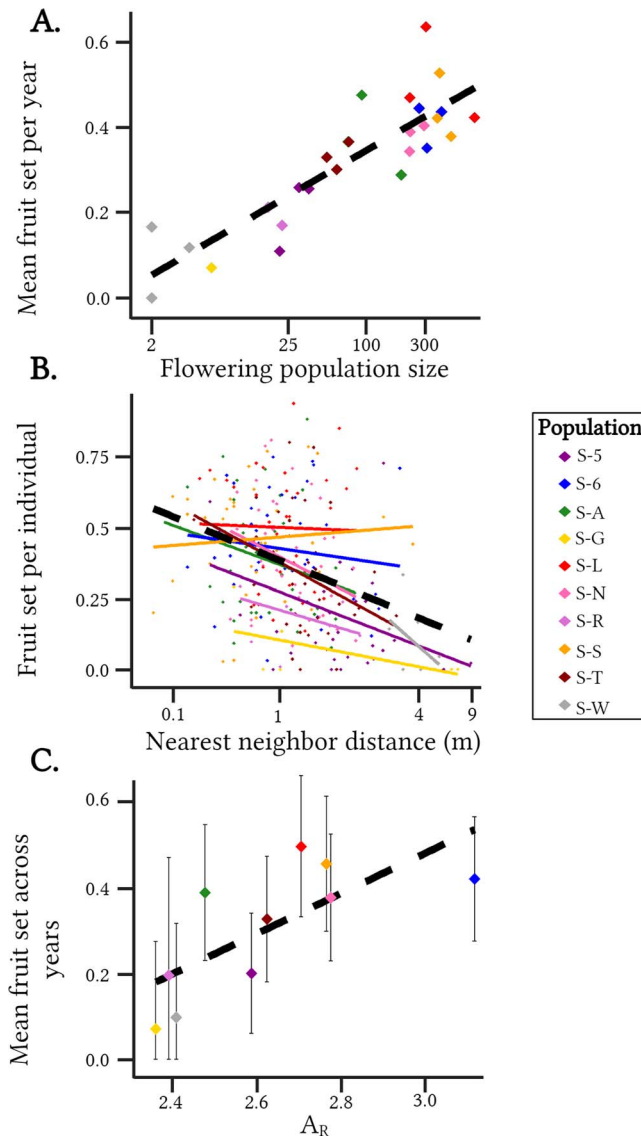 A.
Mean fruit set per year
0.6
0.4
0.2
0.0
2
25
100
300
Flowering population size
B.
Fruit set per individual
0.75
0.5
0.25
0.0
0.1
1
4
9
Nearest neighbor distance (m)
Population
S-5
S-6
S-A
S-G
S-L
S-N
S-R
S-S
S-T
S-W
C.
Mean fruit set across
years
0.6
0.4
0.2
0.0
2.4
2.6
2.8
3.0
AR